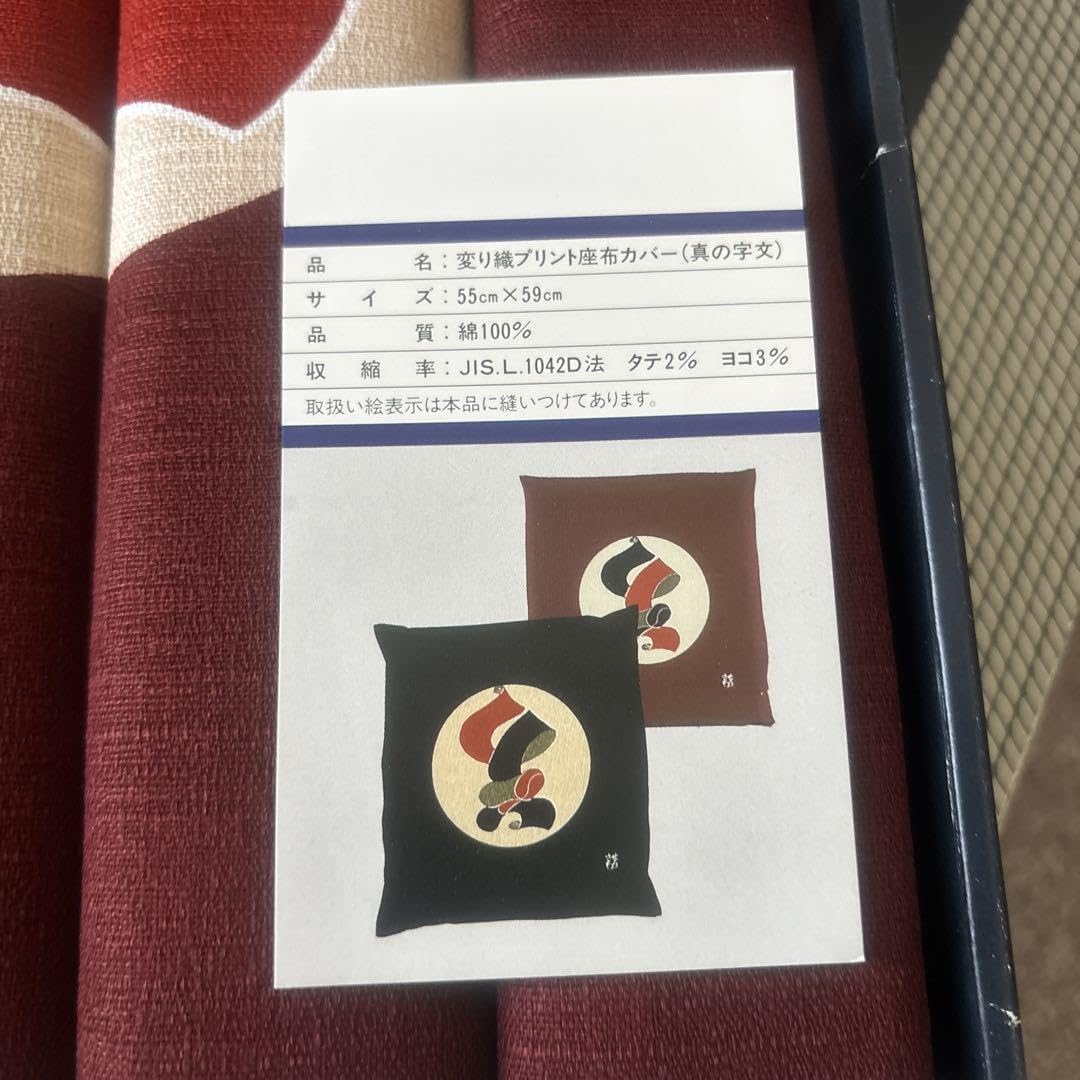 品名：変り織プリント座布カバー(真の字文)
サイズ：55cm×59cm
品質：綿100%
収縮率：JIS.L.1042D法 タテ2% ヨコ3%
取扱い絵表示は本品に縫いつけてあります。